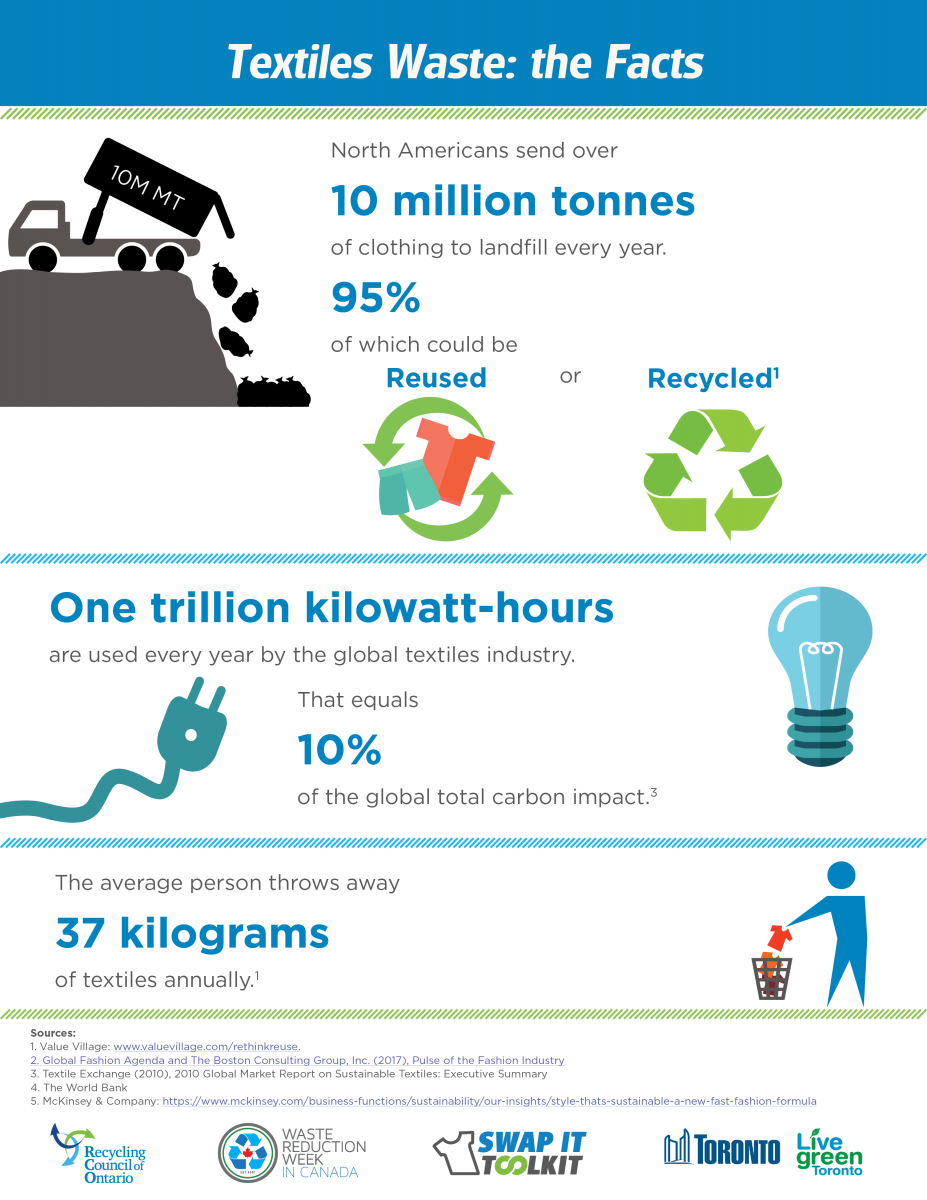 Textiles Waste: the Facts
10M MT
North Americans send over
10 million tonnes
of clothing to landfill every year.
95%
of which could be
Reused or Recycled¹
One trillion kilowatt-hours
are used every year by the global textiles industry.
That equals
10%
of the global total carbon impact.³
The average person throws away
37 kilograms
of textiles annually.¹
Sources:
1. Value Village: www.valuevillage.com/rethinkreuse.
2. Global Fashion Agenda and The Boston Consulting Group, Inc. (2017), Pulse of the Fashion Industry
3. Textile Exchange (2010), 2010 Global Market Report on Sustainable Textiles: Executive Summary
4. The World Bank
5. McKinsey & Company: https://www.mckinsey.com/business-functions/sustainability/our-insights/style-thats-sustainable-a-new-fast-fashion-formula
Recycling
Council of
Ontario
WASTE
REDUCTION
WEEK
IN CANADA
SWAP IT
TOOLKIT
TORONTO
Live
green
Toronto